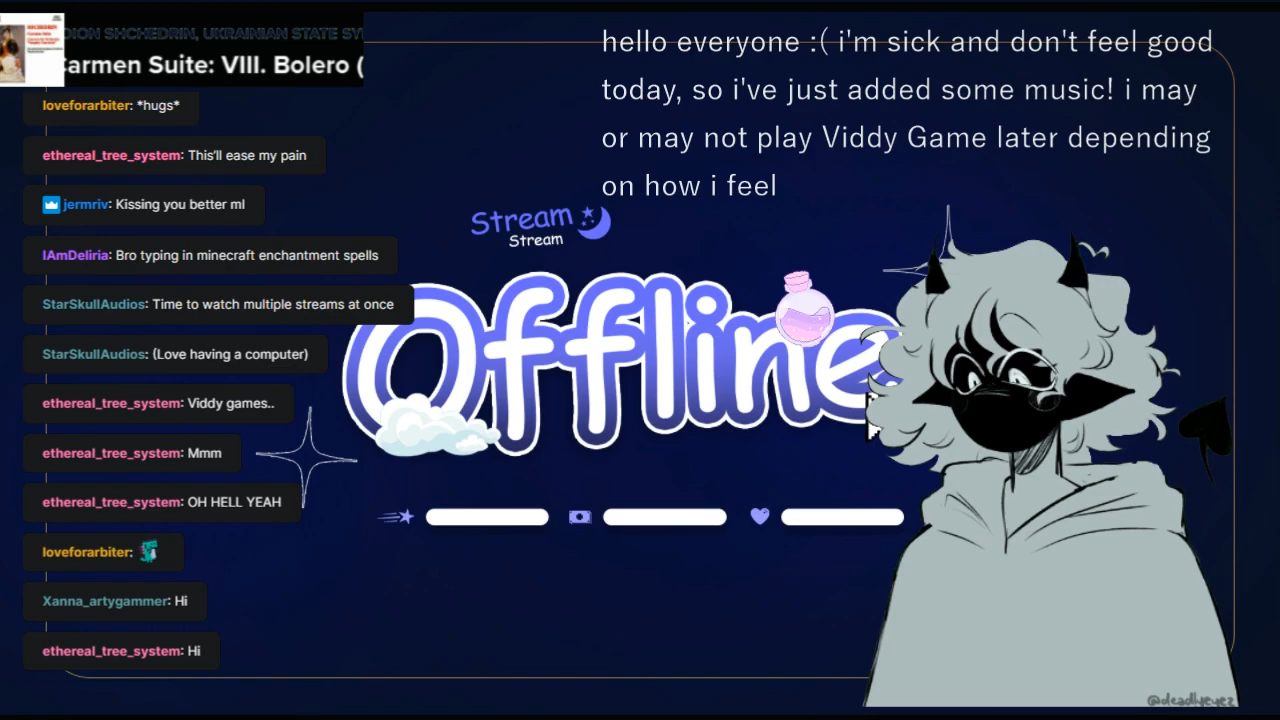 DION SHCHEDRIN, UKRAINIAN STATE SY
Carmen Suite: VIII. Bolero (
hello everyone :( i'm sick and don't feel good
today, so i've just added some music! i may
or may not play Viddy Game later depending
on how i feel
loveforarbiter: *hugs*
ethereal_tree_system: This'll ease my pain
jermriv: Kissing you better ml
IAmDeliria: Bro typing in minecraft enchantment spells
StarSkullAudios: Time to watch multiple streams at once
StarSkullAudios: (Love having a computer)
ethereal_tree_system: Viddy games..
ethereal_tree_system: Mmm
ethereal_tree_system: OH HELL YEAH
loveforarbiter:
Xanna_artygammer: Hi
ethereal_tree_system: Hi
Stream
Stream
Offline
@deadlyeyez